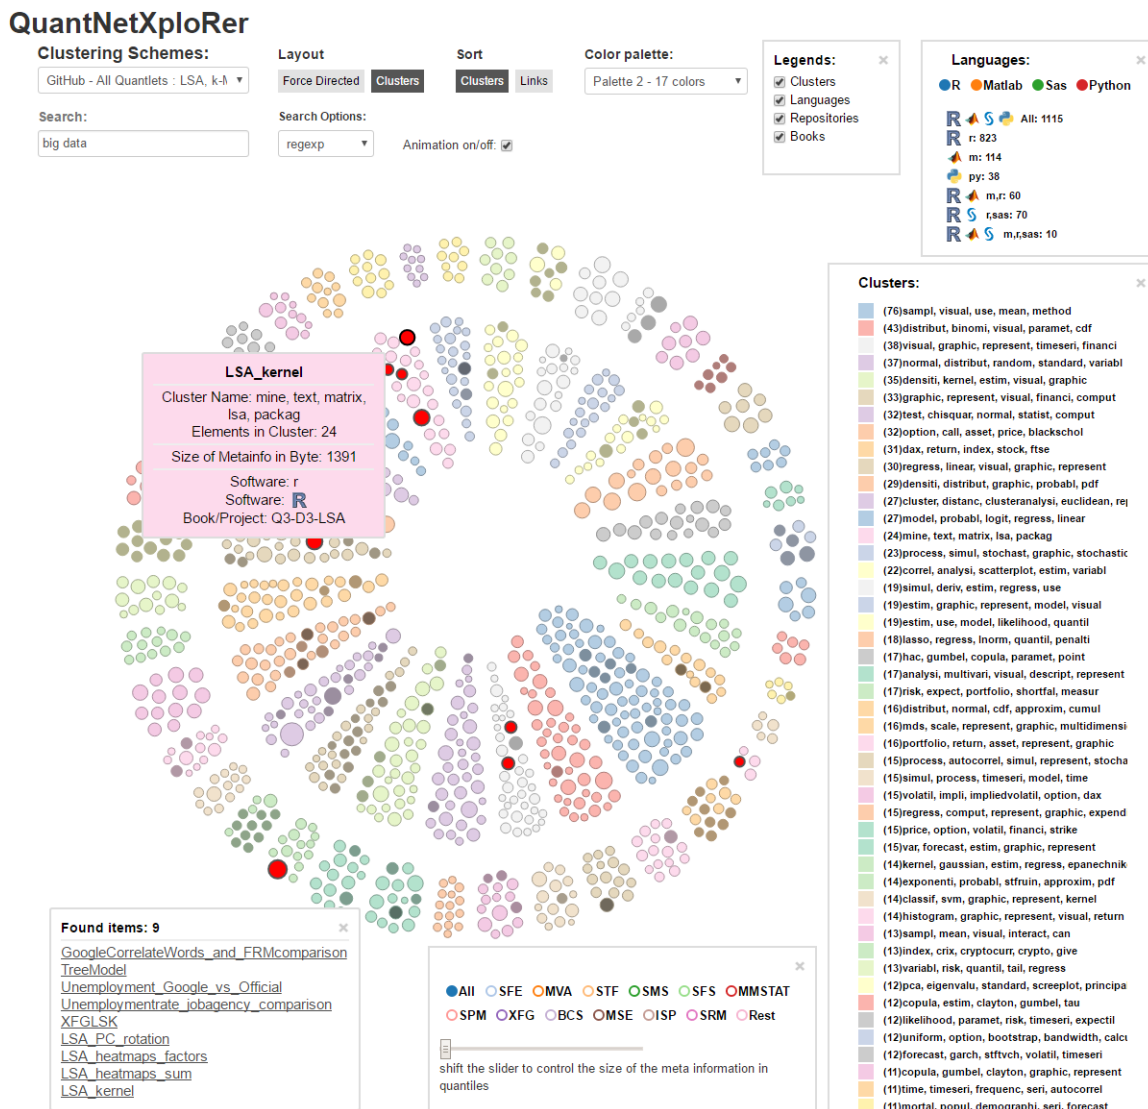 QuantNetXploRer
Clustering Schemes:
GitHub - All Quantlets : LSA, k-
Layout
Force Directed
Clusters
Sort
Clusters
Links
Color palette:
Palette 2 - 17 colors
Search:
big data
Search Options:
regexp
Animation on/off:
Legends:
Clusters
Languages
Repositories
Books
Languages:
R Matlab Sas Python
All: 1115
r: 823
m: 114
py: 38
m,r: 60
r,sas: 70
m,r,sas: 10
LSA_kernel
Cluster Name: mine, text, matrix,
lsa, packag
Elements in Cluster: 24
Size of Metainfo in Byte: 1391
Software: r
Software: R
Book/Project: Q3-D3-LSA
Clusters:
(76)sampl, visual, use, mean, method
(43)distribut, binomi, visual, paramet, cdf
(38)visual, graphic, represent, timeseri, financi
(37)normal, distribut, random, standard, variabl
(35)densiti, kernel, estim, visual, graphic
(33)graphic, represent, visual, financi, comput
(32)test, chisquar, normal, statist, comput
(32)option, call, asset, price, blackschol
(31)dax, return, index, stock, ftse
(30)regress, linear, visual, graphic, represent
(29)densiti, distribut, graphic, probabl, pdf
(27)cluster, distanc, clusteranalysi, euclidean, rep
(27)model, probabl, logit, regress, linear
(24)mine, text, matrix, lsa, packag
(23)process, simul, stochast, graphic, stochastic
(22)correl, analysi, scatterplot, estim, variabl
(19)simul, deriv, estim, regress, use
(19)estim, graphic, represent, model, visual
(19)estim, use, model, likelihood, quantil
(18)lasso, regress, lnorm, quantil, penalti
(17)hac, gumbel, copula, paramet, point
(17)analysi, multivari, visual, descript, represent
(17)risk, expect, portfolio, shortfal, measur
(16)distribut, normal, cdf, approxim, cumul
(16)mds, scale, represent, graphic, multidimensi
(16)portfolio, return, asset, represent, graphic
(15)process, autocorrel, simul, represent, stocha
(15)simul, process, timeseri, model, time
(15)volatil, impli, impliedvolatil, option, dax
(15)regress, comput, represent, graphic, expend
(15)price, option, volatil, financi, strike
(15)var, forecast, estim, graphic, represent
(14)kernel, gaussian, estim, regress, epanechnik
(14)exponenti, probabl, stfruin, approxim, pdf
(14)classif, svm, graphic, represent, kernel
(14)histogram, graphic, represent, visual, return
(13)sampl, mean, visual, interact, can
(13)index, crix, cryptocurr, crypto, give
(13)variabl, risk, quantil, tail, regress
(12)pca, eigenvalu, standard, screeplot, principa
(12)copula, estim, clayton, gumbel, tau
(12)likelihood, paramet, risk, timeseri, expectil
(12)uniform, option, bootstrap, bandwidth, calcu
(12)forecast, garch, stftvch, volatil, timeseri
(11)copula, gumbel, clayton, graphic, represent
(11)time, timeseri, frequenc, seri, autocorrel
(11)mortal, popul, demographi, seri, forecast
Found items: 9
GoogleCorrelateWords_and_FRMcomparison
TreeModel
Unemployment_Google_vs_Official
Unemploymentrate_jobagency_comparison
XFGLSK
LSA_PC_rotation
LSA_heatmaps_factors
LSA_heatmaps_sum
LSA_kernel
All SFE MVA STF SMS SFS MMSTAT
SPM XFG BCS MSE ISP SRM Rest
shift the slider to control the size of the meta information in
quantiles